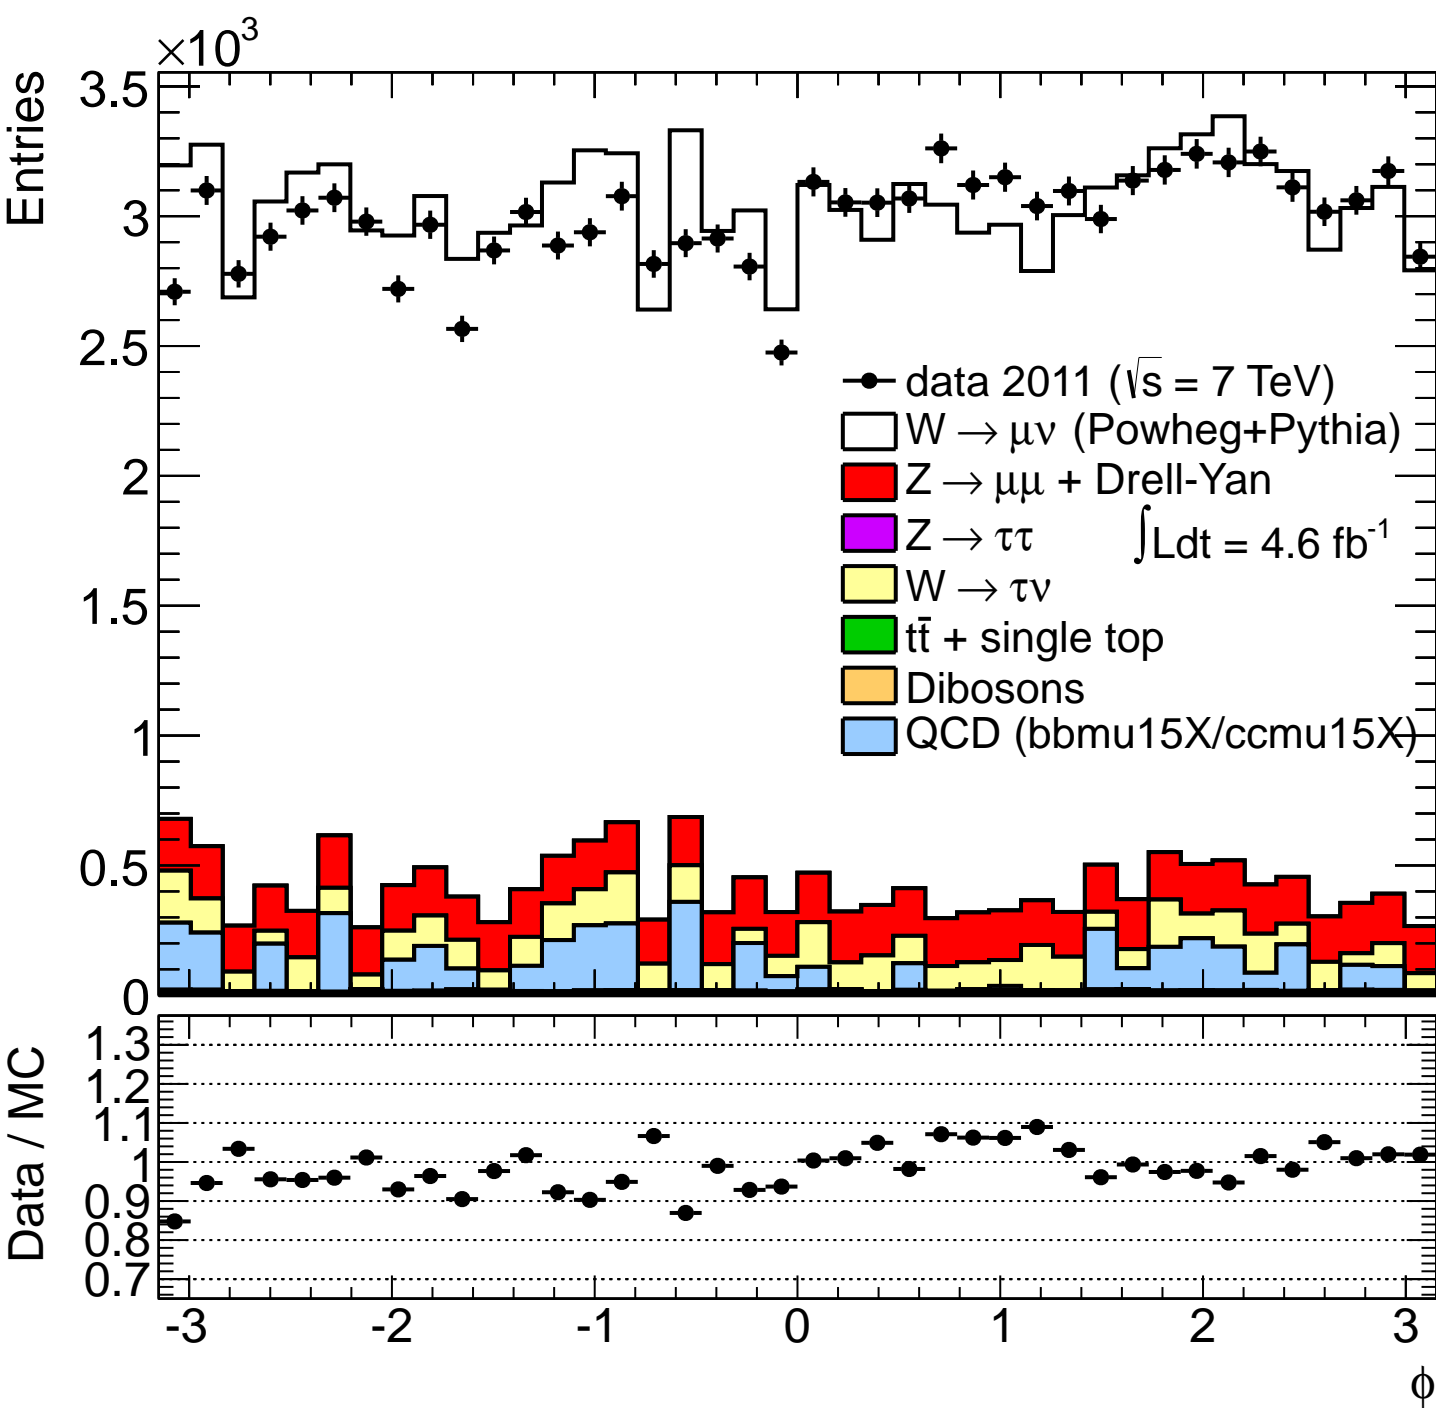 ×10³
Entries
3.5
3
2.5
2
1.5
1
0.5
0
data 2011 (√s = 7 TeV)
W → μν (Powheg+Pythia)
Z → μμ + Drell-Yan
Z → ττ
∫Ldt = 4.6 fb⁻¹
W → τν
tt̄ + single top
Dibosons
QCD (bbmu15X/ccmu15X)
Data / MC
1.3
1.2
1.1
1
0.9
0.8
0.7
-3 -2 -1 0 1 2 3
ϕ